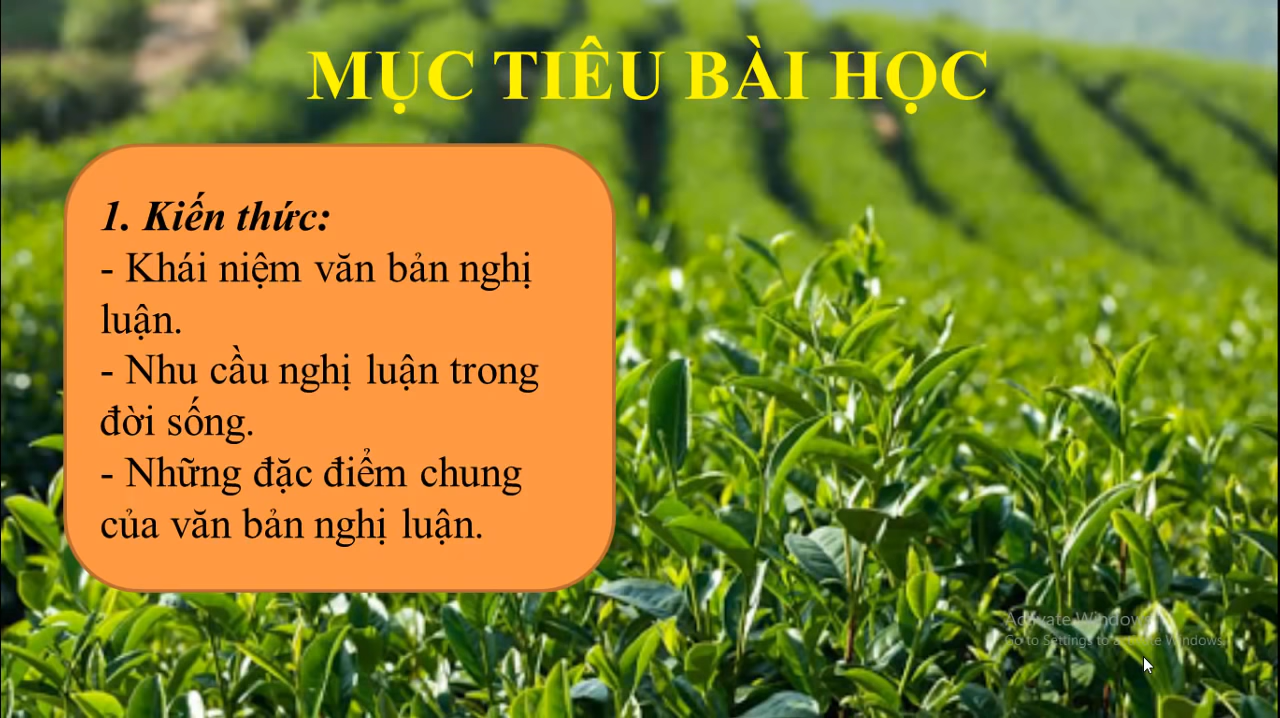 MỤC TIÊU BÀI HỌC
1. Kiến thức:
- Khái niệm văn bản nghị
luận.
- Nhu cầu nghị luận trong
đời sống.
- Những đặc điểm chung
của văn bản nghị luận.
Activate Windows
Go to Settings to activate Windows.